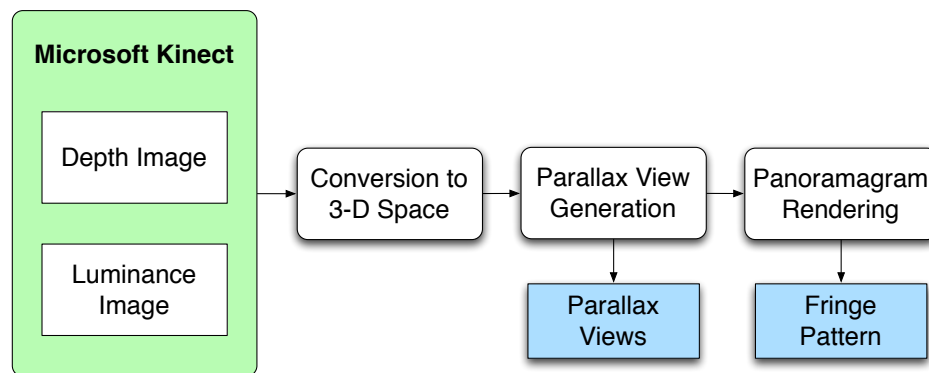 Microsoft Kinect
Depth Image
Luminance
Image
Conversion to
3-D Space
Parallax View
Generation
Panoramagram
Rendering
Parallax
Views
Fringe
Pattern